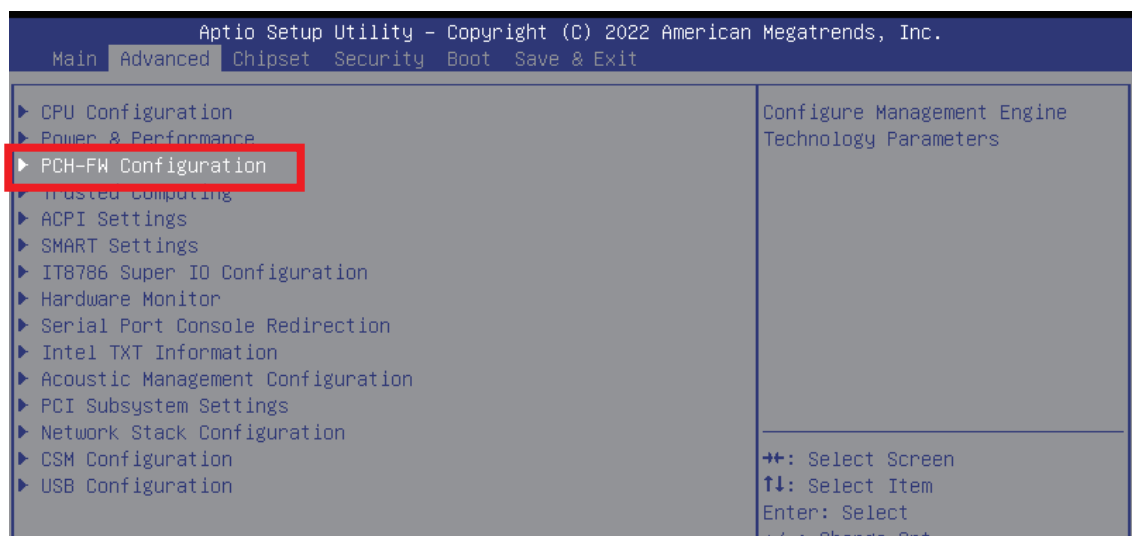 Aptio Setup Utility – Copyright (C) 2022 American Megatrends, Inc.
Main Advanced Chipset Security Boot Save & Exit
▶ CPU Configuration
▶ Power & Performance
▶ PCH-FW Configuration
▶ Trusted Computing
▶ ACPI Settings
▶ SMART Settings
▶ IT8786 Super IO Configuration
▶ Hardware Monitor
▶ Serial Port Console Redirection
▶ Intel TXT Information
▶ Acoustic Management Configuration
▶ PCI Subsystem Settings
▶ Network Stack Configuration
▶ CSM Configuration
▶ USB Configuration
Configure Management Engine
Technology Parameters
→←: Select Screen
↑↓: Select Item
Enter: Select